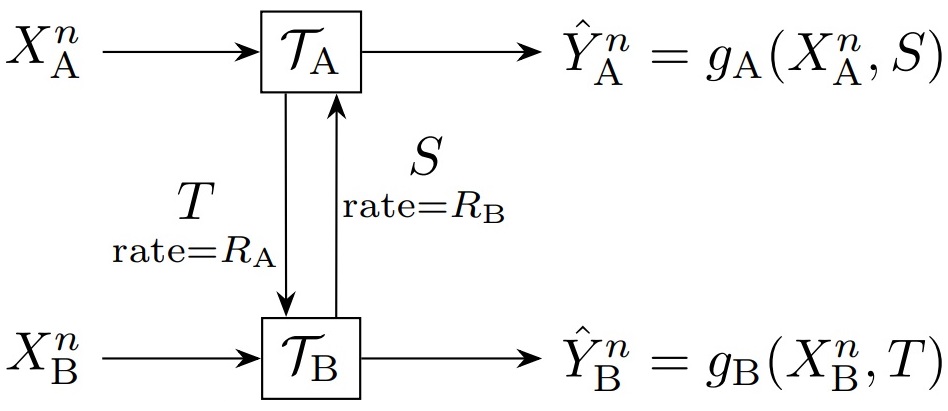 X_A^n 𝒯_A Ŷ_A^n = g_A(X_A^n, S)
S
rate=R_B
T
rate=R_A
X_B^n 𝒯_B Ŷ_B^n = g_B(X_B^n, T)